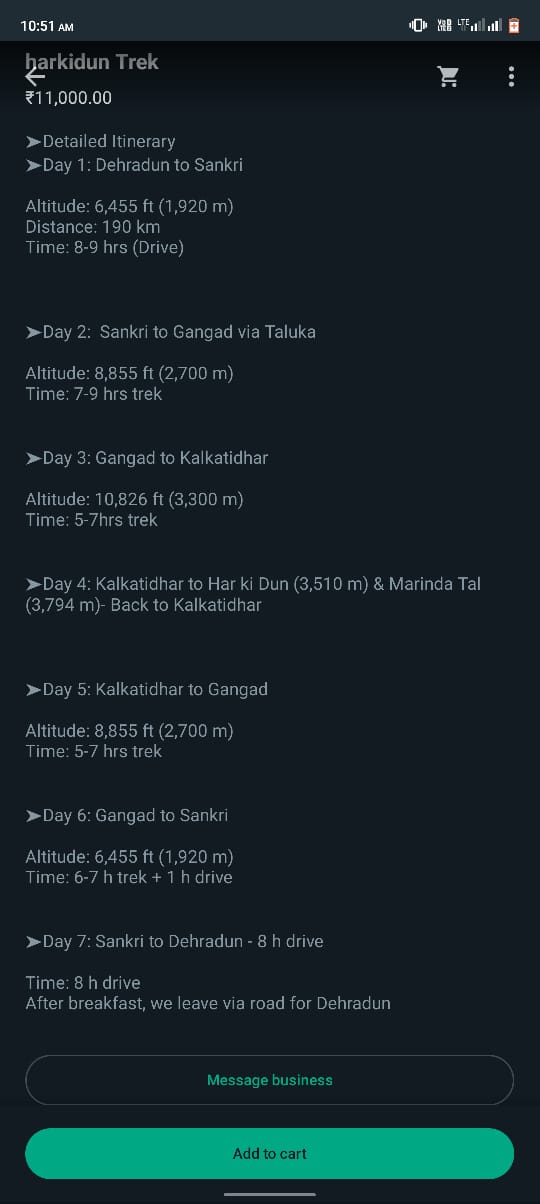 10:51 AM
harkidun Trek
₹11,000.00
➤Detailed Itinerary
➤Day 1: Dehradun to Sankri
Altitude: 6,455 ft (1,920 m)
Distance: 190 km
Time: 8-9 hrs (Drive)
➤Day 2:  Sankri to Gangad via Taluka
Altitude: 8,855 ft (2,700 m)
Time: 7-9 hrs trek
➤Day 3: Gangad to Kalkatidhar
Altitude: 10,826 ft (3,300 m)
Time: 5-7hrs trek
➤Day 4: Kalkatidhar to Har ki Dun (3,510 m) & Marinda Tal
(3,794 m)- Back to Kalkatidhar
➤Day 5: Kalkatidhar to Gangad
Altitude: 8,855 ft (2,700 m)
Time: 5-7 hrs trek
➤Day 6: Gangad to Sankri
Altitude: 6,455 ft (1,920 m)
Time: 6-7 h trek + 1 h drive
➤Day 7: Sankri to Dehradun - 8 h drive
Time: 8 h drive
After breakfast, we leave via road for Dehradun
Message business
Add to cart